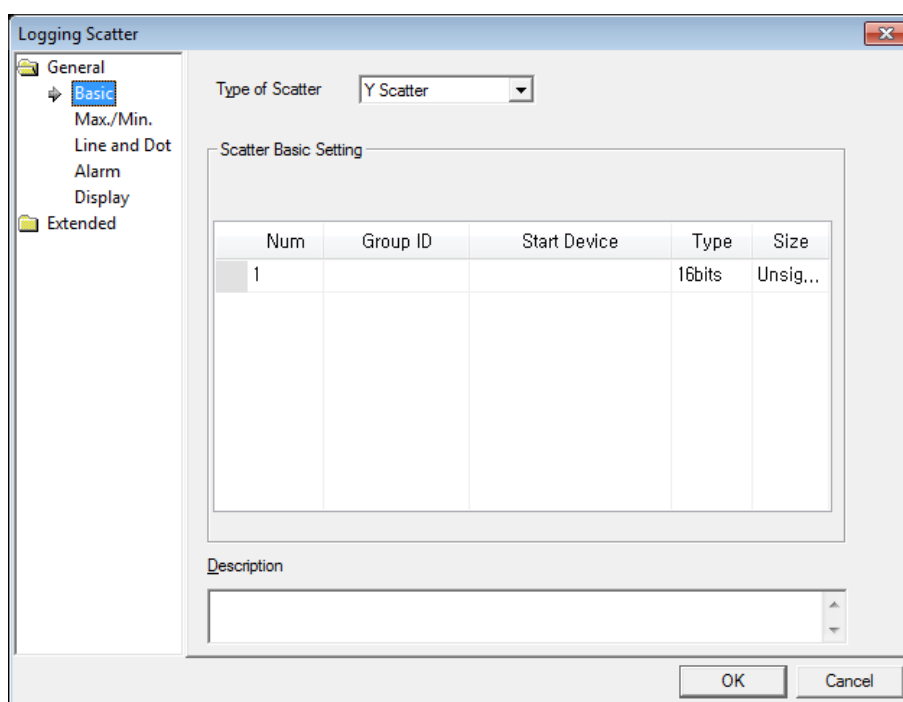 Logging Scatter
General
Basic
Max./Min.
Line and Dot
Alarm
Display
Extended
Type of Scatter Y Scatter
Scatter Basic Setting
Num Group ID Start Device Type Size
1 16bits Unsig...
Description
OK Cancel